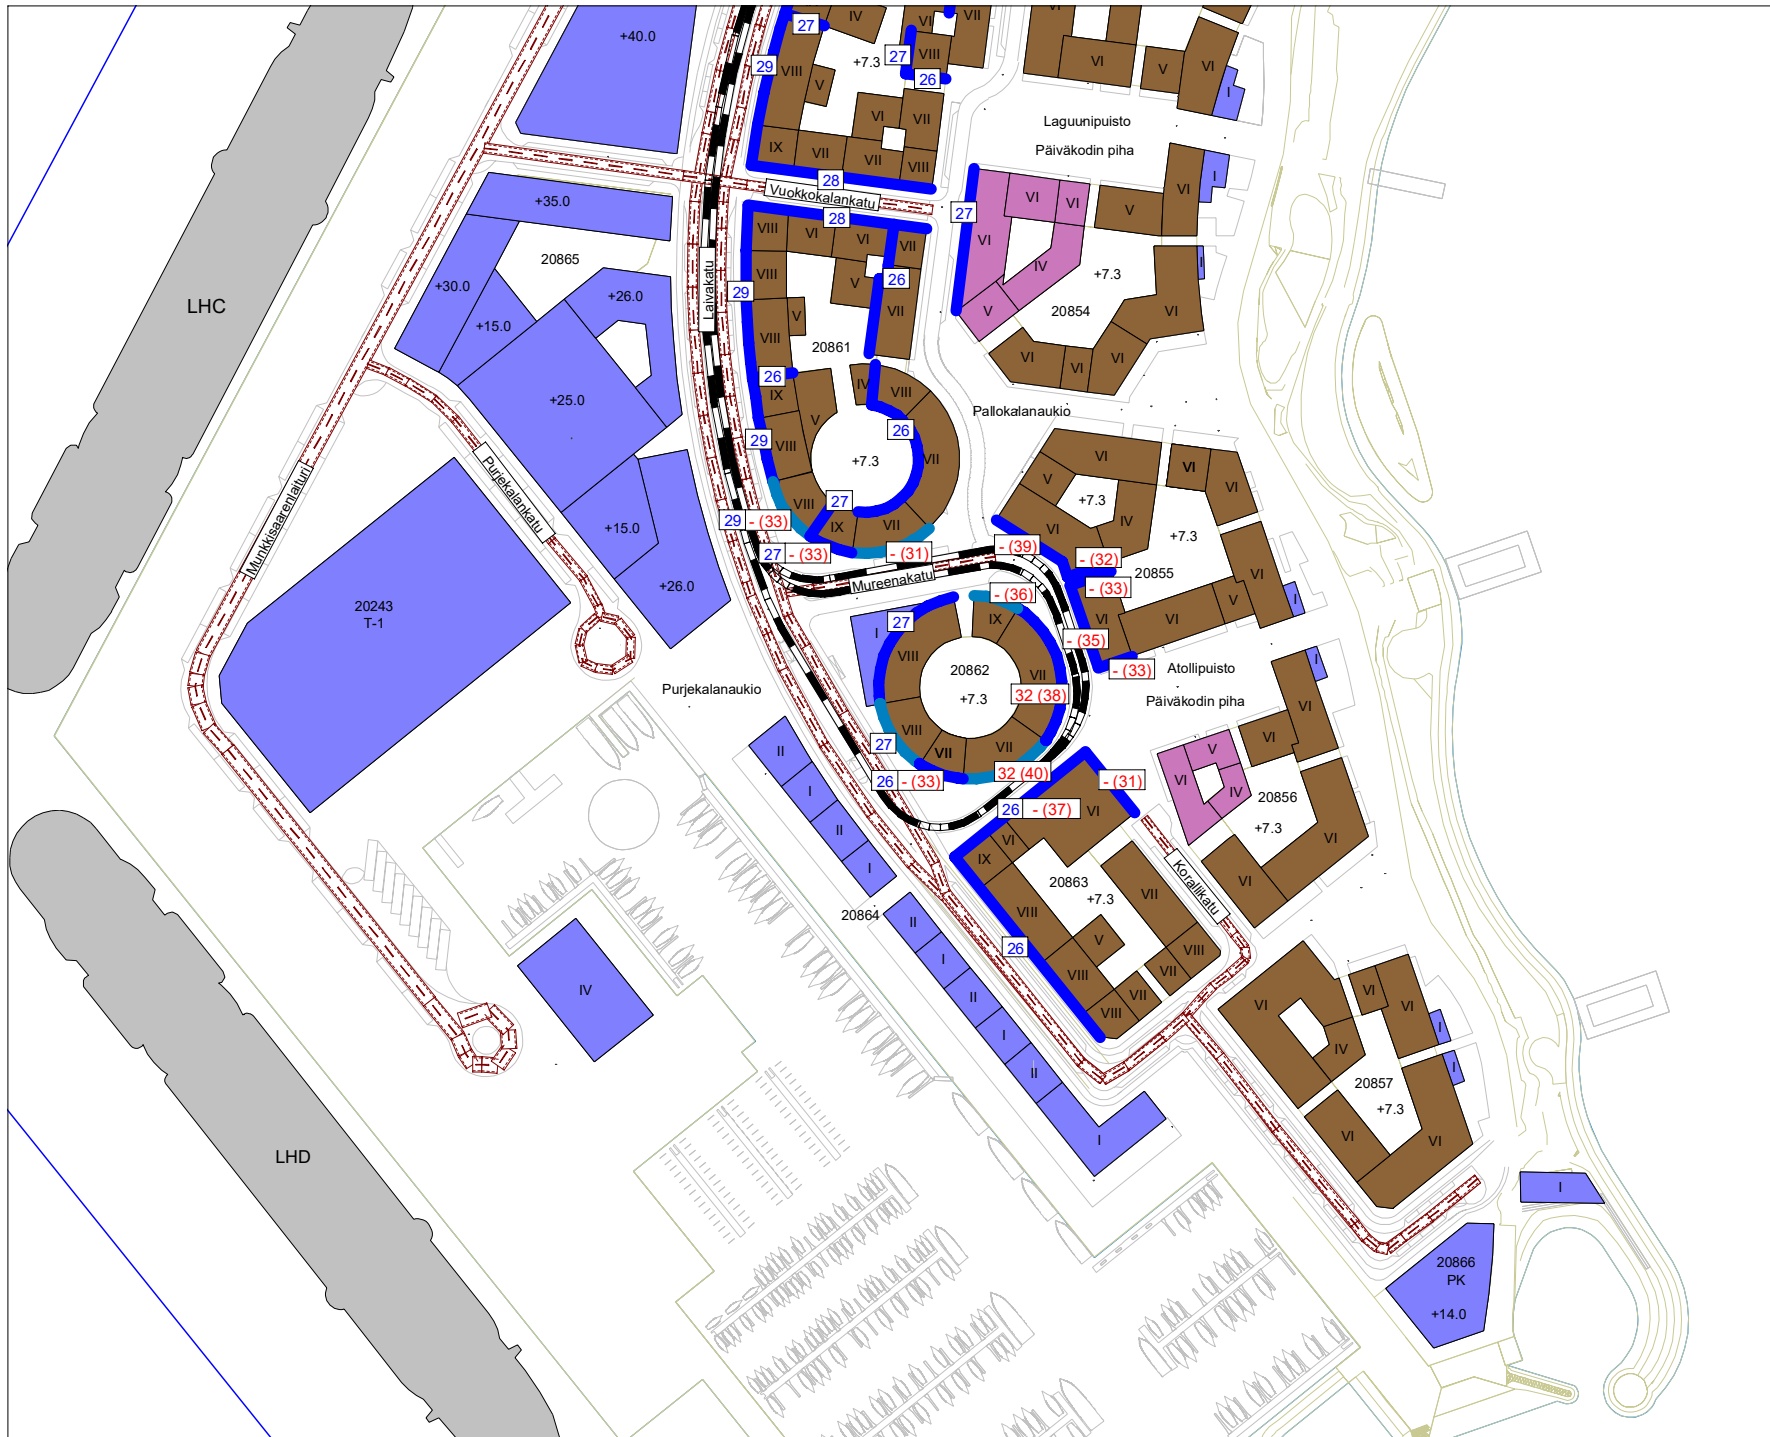 +40.0
27
IV
VI
VII
VI
29
VIII
+7.3
27
VIII
26
V
VI
V
VI
I
VI
VII
Laguunipuisto
Päiväkodin piha
IX
VII
VII
VIII
28
Vuokkokalankatu
28
+35.0
20865
+30.0
+15.0
+26.0
+25.0
+15.0
+26.0
LHC
Laivakatu
VIII
VI
VI
VII
VIII
29
V
26
VII
V
VIII
20861
26
IX
V
IV
VIII
29
VIII
26
VII
+7.3
VIII
27
IX
VII
27
VI
VI
VI
IV
V
+7.3
20854
V
VI
I
I
VI
VI
VI
VI
Pallokalanaukio
VI
V
+7.3
VI
IV
VI
VI
+7.3
29 - (33)
27 - (33)
- (31)
- (39)
- (32)
20855
- (33)
Mureenakatu
- (36)
VI
VI
V
VI
I
- (35)
- (33)
Munkkisaarenlaituri
Purjekalankatu
20243
T-1
Purjekalanaukio
I
27
IX
VIII
20862
+7.3
VII
32 (38)
VIII
27
VII
VII
32 (40)
26 - (33)
26 - (37)
- (31)
Atollipuisto
Päiväkodin piha
I
VI
VI
V
VI
IV
20856
+7.3
VI
VI
II
I
II
I
20864
II
I
II
I
II
I
VI
VI
IX
20863
+7.3
VIII
VII
V
26
VIII
VIII
VII
VII
VIII
Korallikatu
IV
LHD
VI
VI
VI
I
IV
I
20857
+7.3
VI
VI
I
20866
PK
+14.0